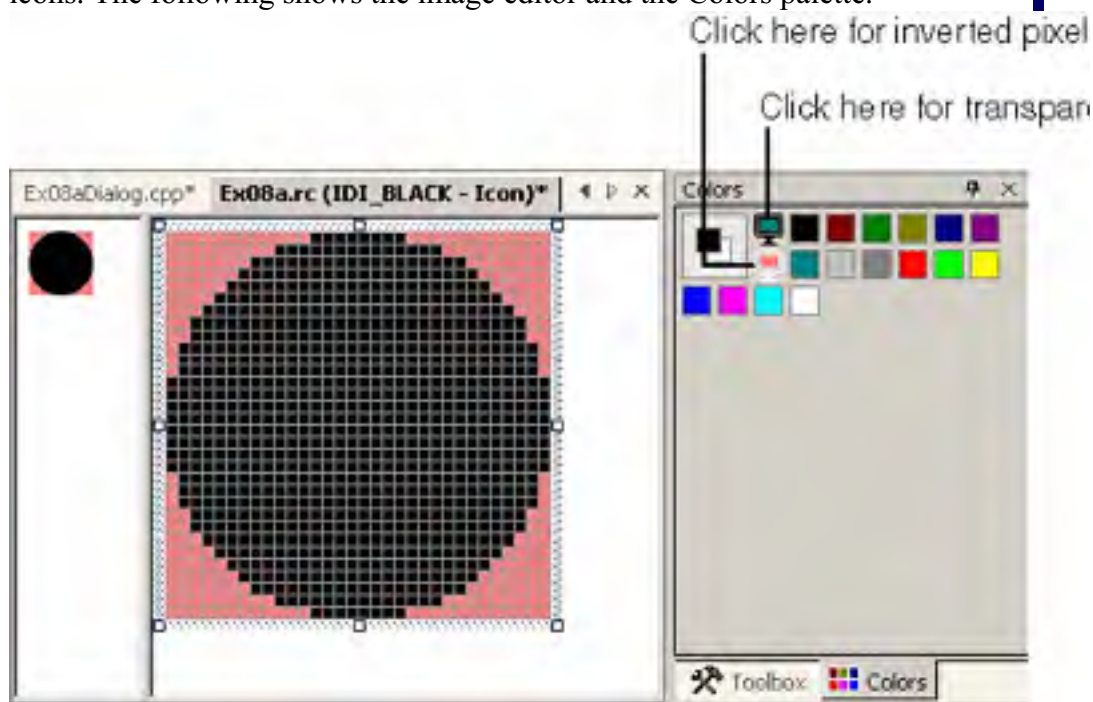 icons. The following shows the image editor and the Colors palette.
Click here for inverted pixel
Click here for transpar
Ex08aDialog.cpp*
Ex08a.rc (IDI_BLACK - Icon)*
Colors
Toolbox
Colors